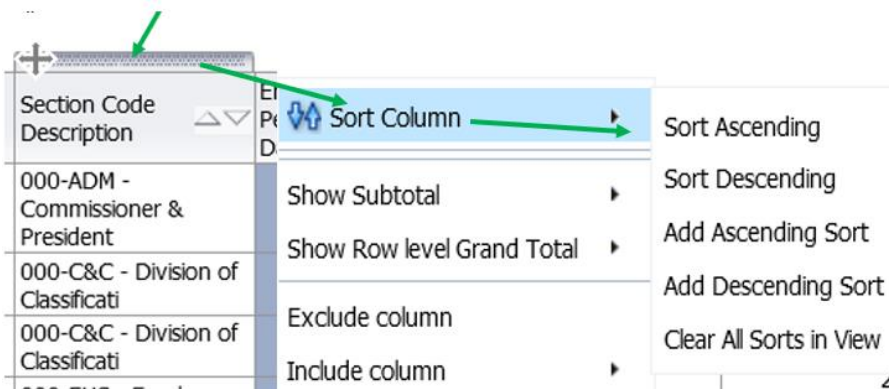 Section Code
Description
000-ADM -
Commissioner &
President
000-C&C - Division of
Classificati
000-C&C - Division of
Classificati
Sort Column
Show Subtotal
Show Row level Grand Total
Exclude column
Include column
Sort Ascending
Sort Descending
Add Ascending Sort
Add Descending Sort
Clear All Sorts in View